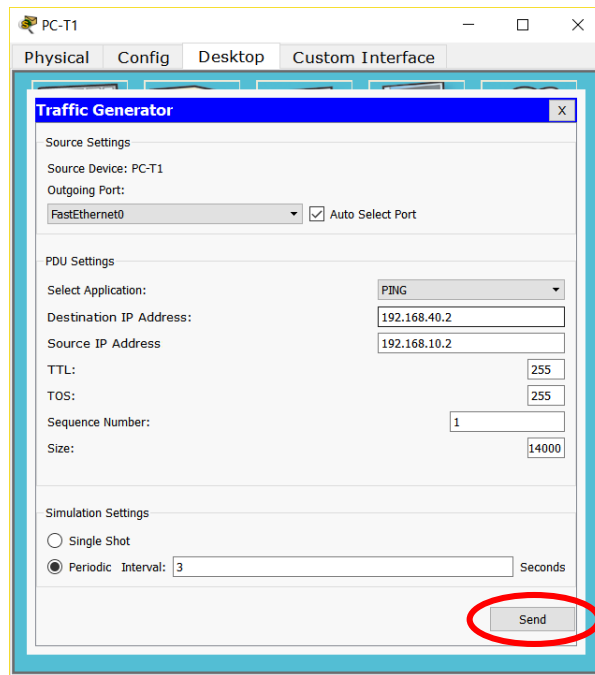 PC-T1
Physical Config Desktop Custom Interface
Traffic Generator X
Source Settings
Source Device: PC-T1
Outgoing Port:
FastEthernet0 Auto Select Port
PDU Settings
Select Application: PING
Destination IP Address: 192.168.40.2
Source IP Address 192.168.10.2
TTL: 255
TOS: 255
Sequence Number: 1
Size: 14000
Simulation Settings
Single Shot
Periodic Interval: 3 Seconds
Send